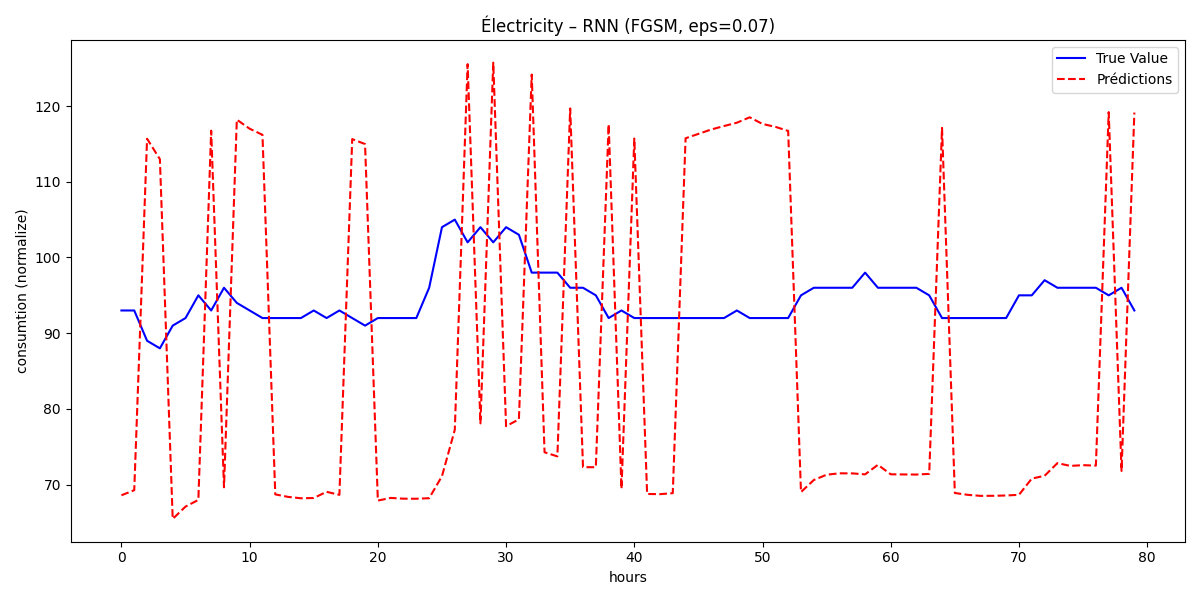 Électricity – RNN (FGSM, eps=0.07)
True Value
Prédictions
consumtion (normalize)
120
110
100
90
80
70
0 10 20 30 40 50 60 70 80
hours